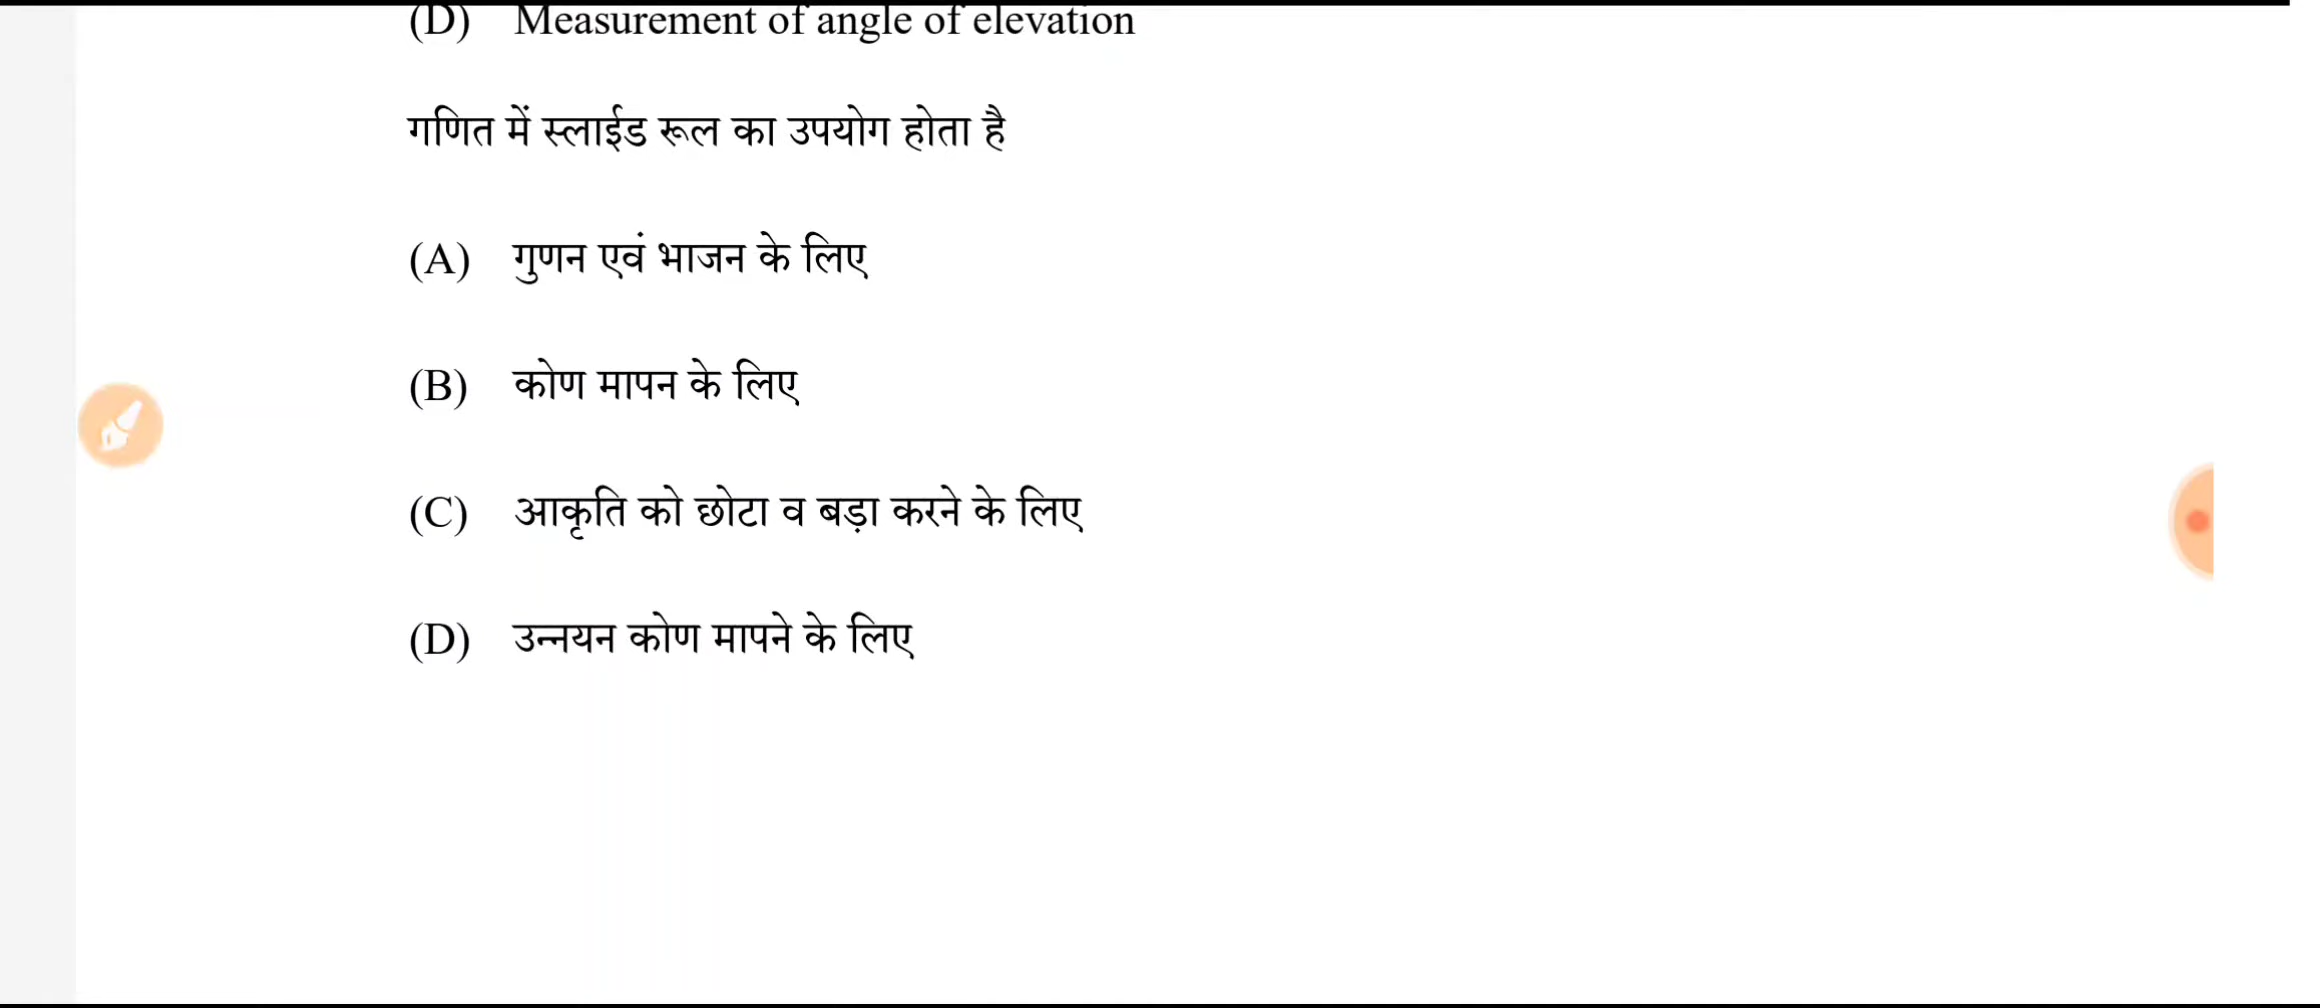 (D) Measurement of angle of elevation
गणित में स्लाईड रूल का उपयोग होता है
(A) गुणन एवं भाजन के लिए
(B) कोण मापन के लिए
(C) आकृति को छोटा व बड़ा करने के लिए
(D) उन्नयन कोण मापने के लिए